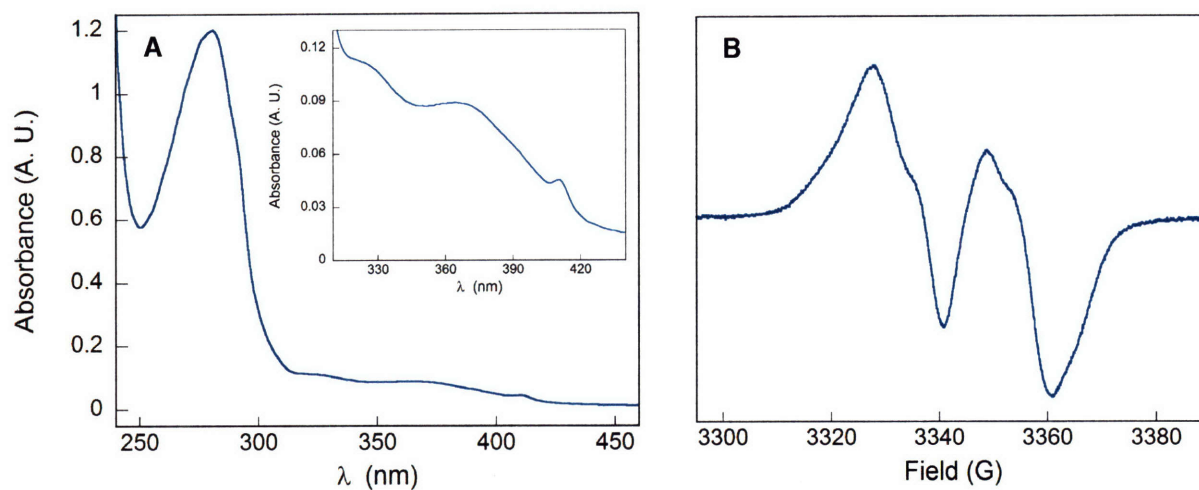 A
B
1.2
1
0.8
0.6
0.4
0.2
0
Absorbance (A. U.)
250 300 350 400 450
λ (nm)
0.12
0.09
0.06
0.03
0
Absorbance (A. U.)
330 360 390 420
λ (nm)
3300 3320 3340 3360 3380
Field (G)